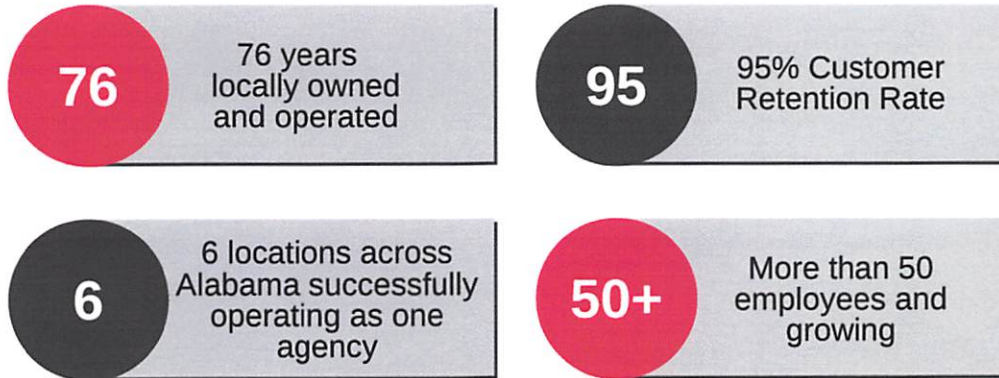 76
76 years
locally owned
and operated
95
95% Customer
Retention Rate
6
6 locations across
Alabama successfully
operating as one
agency
50+
More than 50
employees and
growing